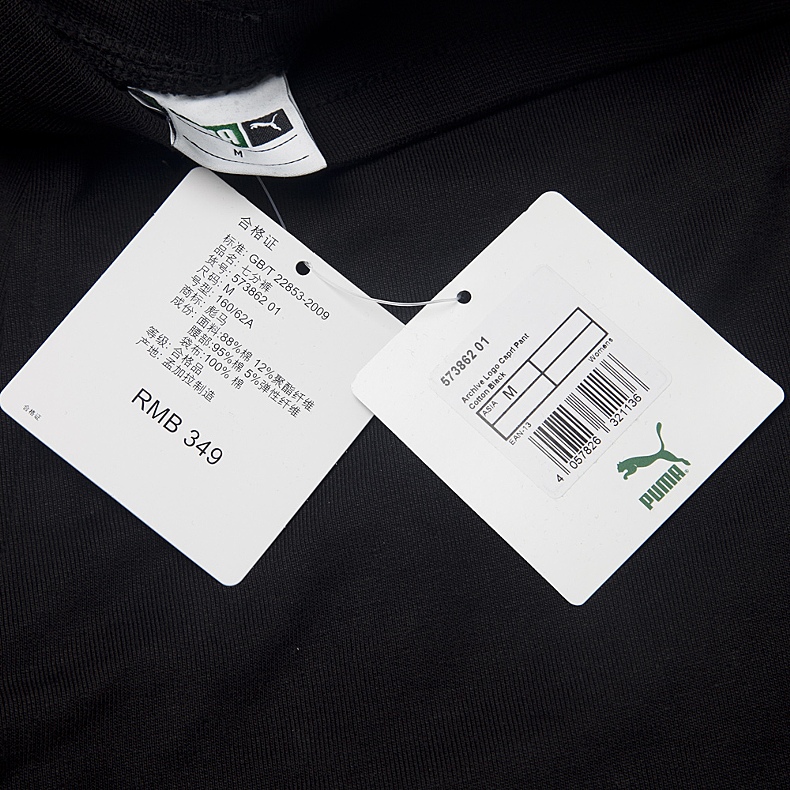 M
合格证
标准: GB/T 22853-2009
品名: 七分裤
货号: 573862 01
尺码: M
号型: 160/62A
商标: 彪马
成份: 面料:88%棉 12%聚酯纤维
腰部:95%棉 5%弹性纤维
袋布:100% 棉
等级: 合格品
产地: 孟加拉制造
RMB 349
合格证
573862 01
Archive Logo Capri Pant
Cotton Black
Womens
ASIA M
EAN-13
4 057826 321136
PUMA